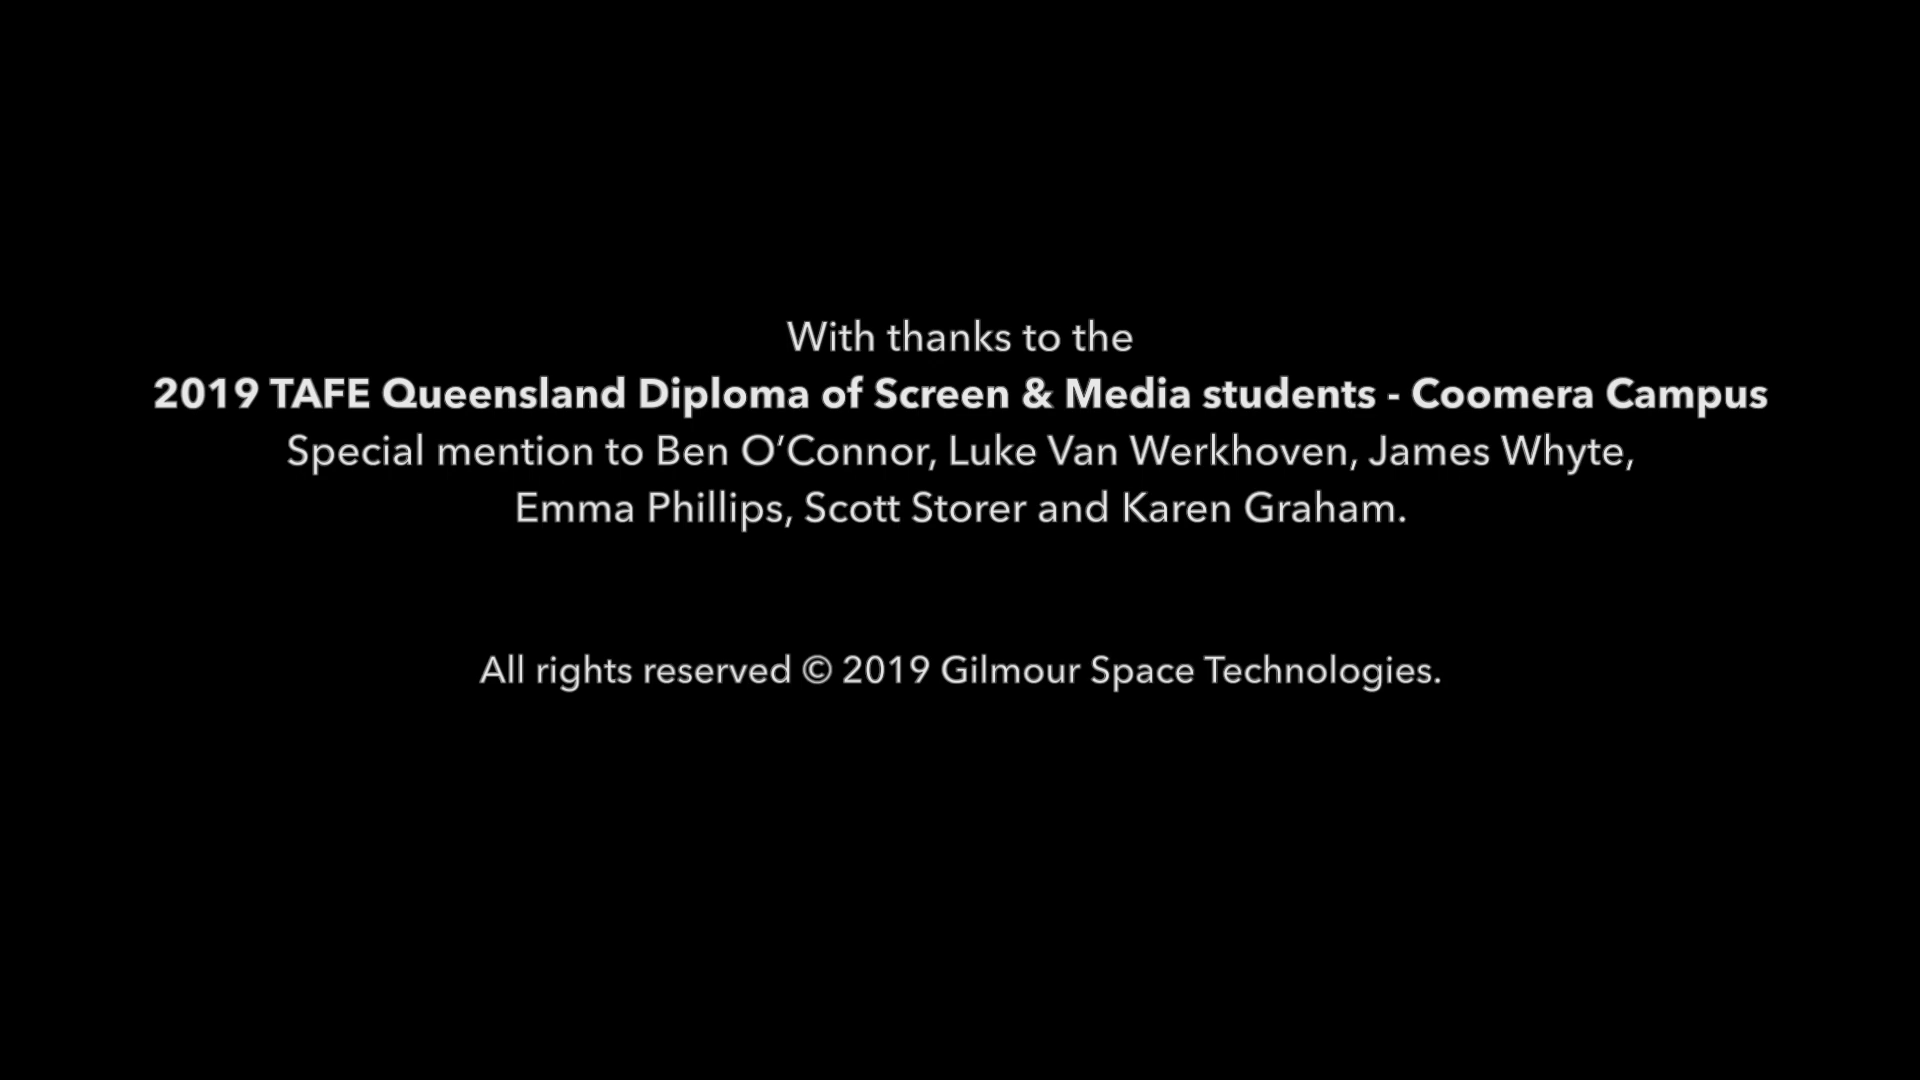 With thanks to the
2019 TAFE Queensland Diploma of Screen & Media students - Coomera Campus
Special mention to Ben O’Connor, Luke Van Werkhoven, James Whyte,
Emma Phillips, Scott Storer and Karen Graham.
All rights reserved © 2019 Gilmour Space Technologies.